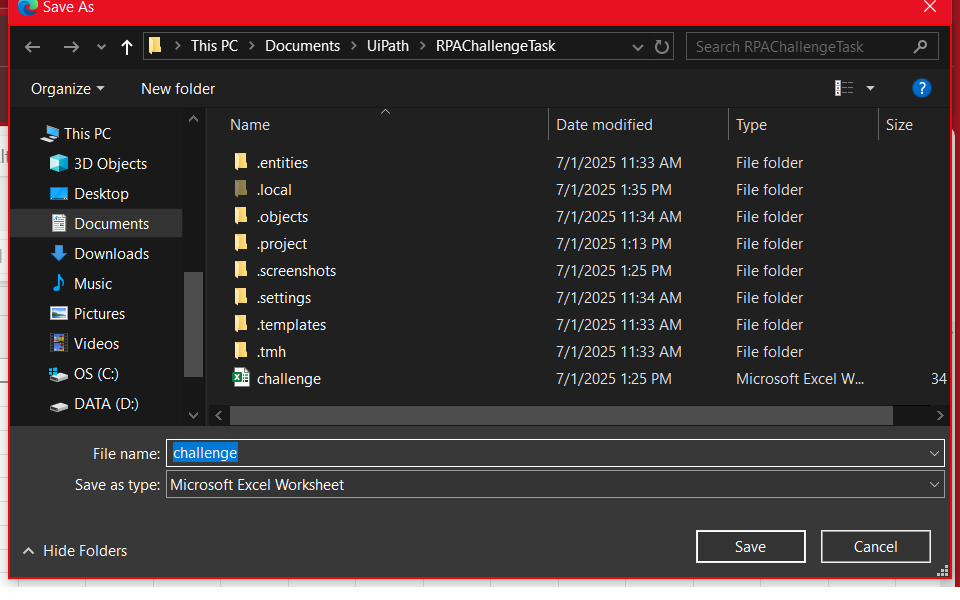 Save As
This PC > Documents > UiPath > RPAChallengeTask
Search RPAChallengeTask
Organize
New folder
?
Name
Date modified
Type
Size
This PC
3D Objects
Desktop
Documents
Downloads
Music
Pictures
Videos
OS (C:)
DATA (D:)
.entities 7/1/2025 11:33 AM File folder
.local 7/1/2025 1:35 PM File folder
.objects 7/1/2025 11:34 AM File folder
.project 7/1/2025 1:13 PM File folder
.screenshots 7/1/2025 1:25 PM File folder
.settings 7/1/2025 11:34 AM File folder
.templates 7/1/2025 11:33 AM File folder
.tmh 7/1/2025 11:33 AM File folder
challenge 7/1/2025 1:25 PM Microsoft Excel W... 34
File name: challenge
Save as type: Microsoft Excel Worksheet
Hide Folders
Save
Cancel